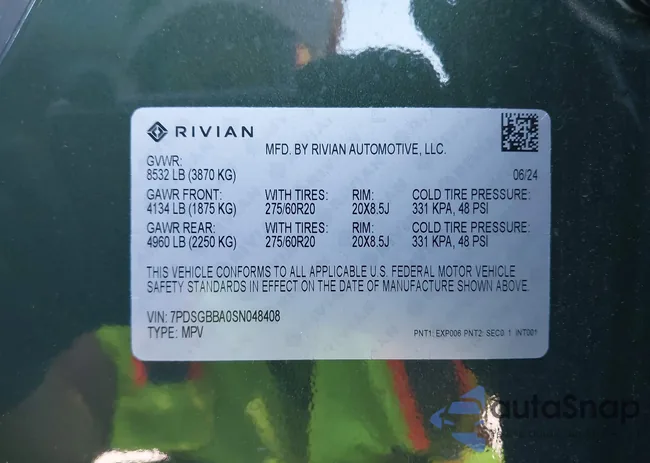 RIVIAN
MFD. BY RIVIAN AUTOMOTIVE, LLC.
GVWR:
8532 LB (3870 KG) 06/24
GAWR FRONT: WITH TIRES: RIM: COLD TIRE PRESSURE:
4134 LB (1875 KG) 275/60R20 20X8.5J 331 KPA, 48 PSI
GAWR REAR: WITH TIRES: RIM: COLD TIRE PRESSURE:
4960 LB (2250 KG) 275/60R20 20X8.5J 331 KPA, 48 PSI
THIS VEHICLE CONFORMS TO ALL APPLICABLE U.S. FEDERAL MOTOR VEHICLE
SAFETY STANDARDS IN EFFECT ON THE DATE OF MANUFACTURE SHOWN ABOVE.
VIN: 7PDSGBBA0SN048408
TYPE: MPV PNT1: EXP006 PNT2: SEC0 1 INT001
autoSnap